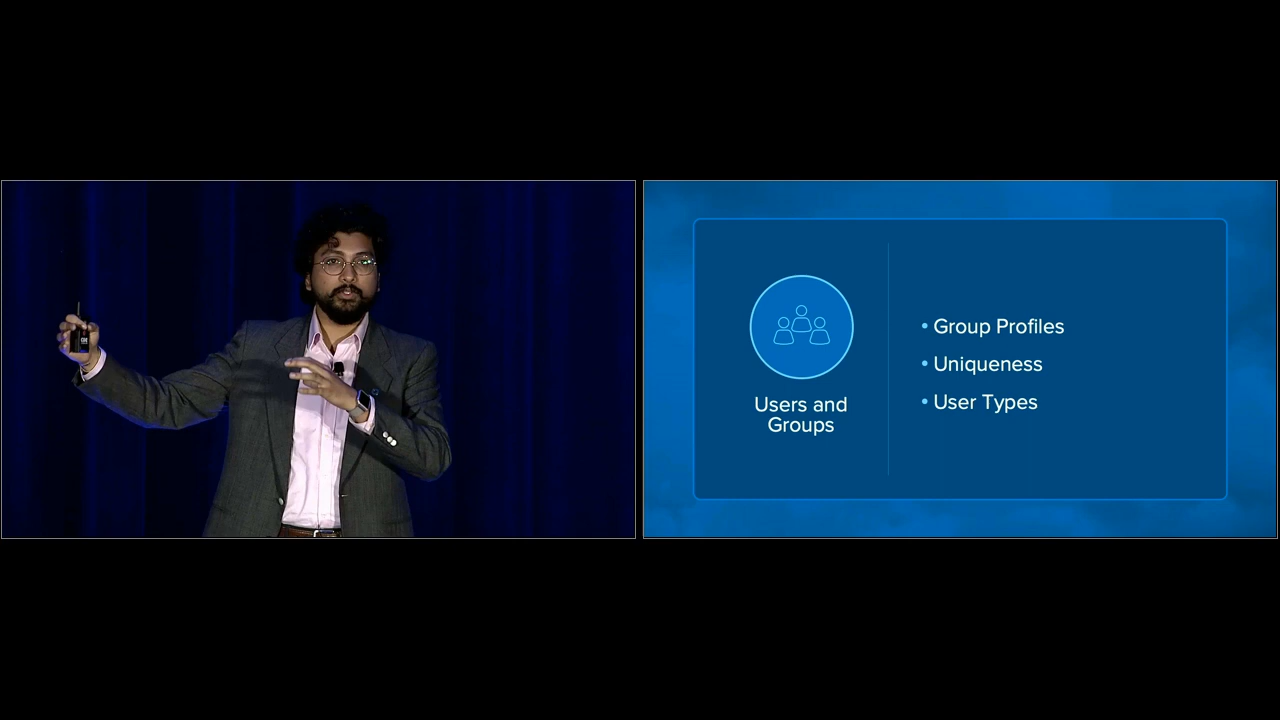 Users and
Groups
• Group Profiles
• Uniqueness
• User Types